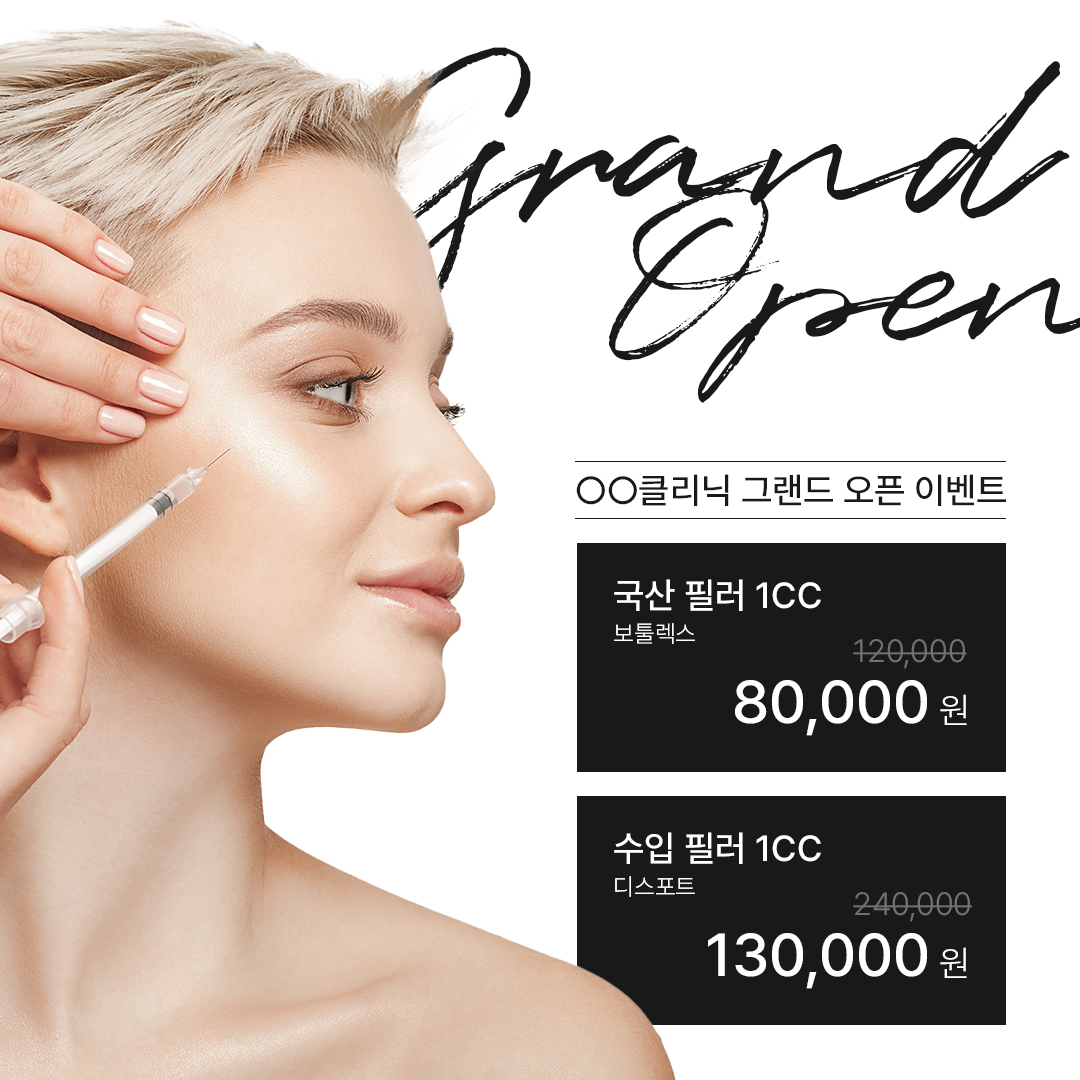 Grand
Open
○○클리닉 그랜드 오픈 이벤트
국산 필러 1CC
보툴렉스
120,000
80,000 원
수입 필러 1CC
디스포트
240,000
130,000 원